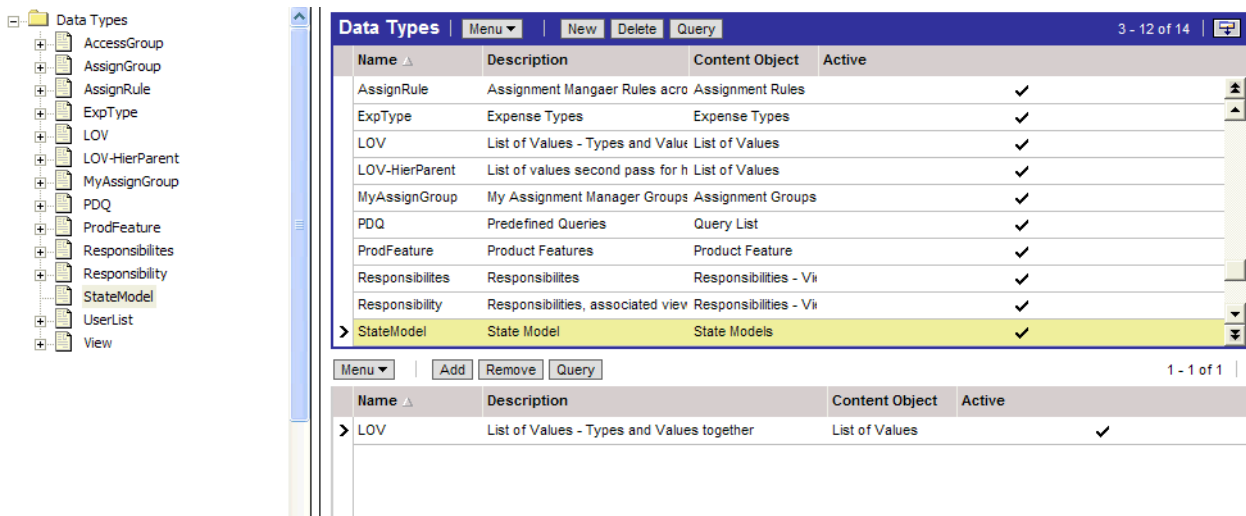 Data Types
AccessGroup
AssignGroup
AssignRule
ExpType
LOV
LOV-HierParent
MyAssignGroup
PDQ
ProdFeature
Responsibilites
Responsibility
StateModel
UserList
View
Data Types Menu New Delete Query 3 - 12 of 14
Name Description Content Object Active
AssignRule Assignment Mangaer Rules acro Assignment Rules
ExpType Expense Types Expense Types
LOV List of Values - Types and Value List of Values
LOV-HierParent List of values second pass for h List of Values
MyAssignGroup My Assignment Manager Groups Assignment Groups
PDQ Predefined Queries Query List
ProdFeature Product Features Product Feature
Responsibilites Responsibilites Responsibilities - Vie
Responsibility Responsibilities, associated view Responsibilities - Vie
StateModel State Model State Models
Menu Add Remove Query 1 - 1 of 1
Name Description Content Object Active
LOV List of Values - Types and Values together List of Values